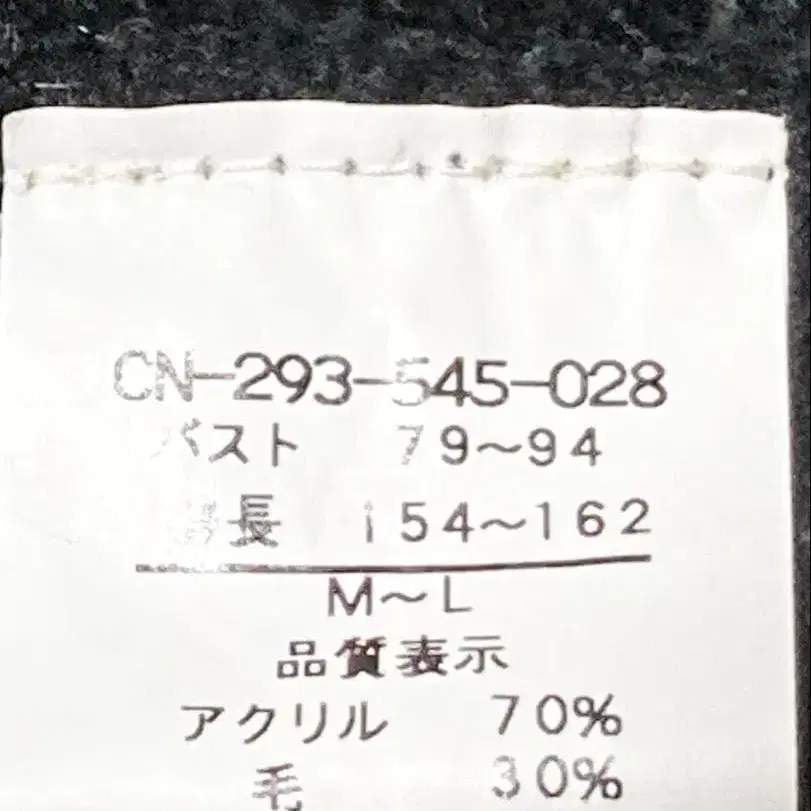 CN-293-545-028
バスト 79～94
身長 154～162
M～L
品質表示
アクリル 70%
毛 30%